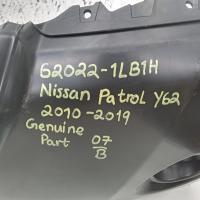 62022-1LB1H
Nissan Patrol Y62
2010-2019
Genuine
Part 07
B